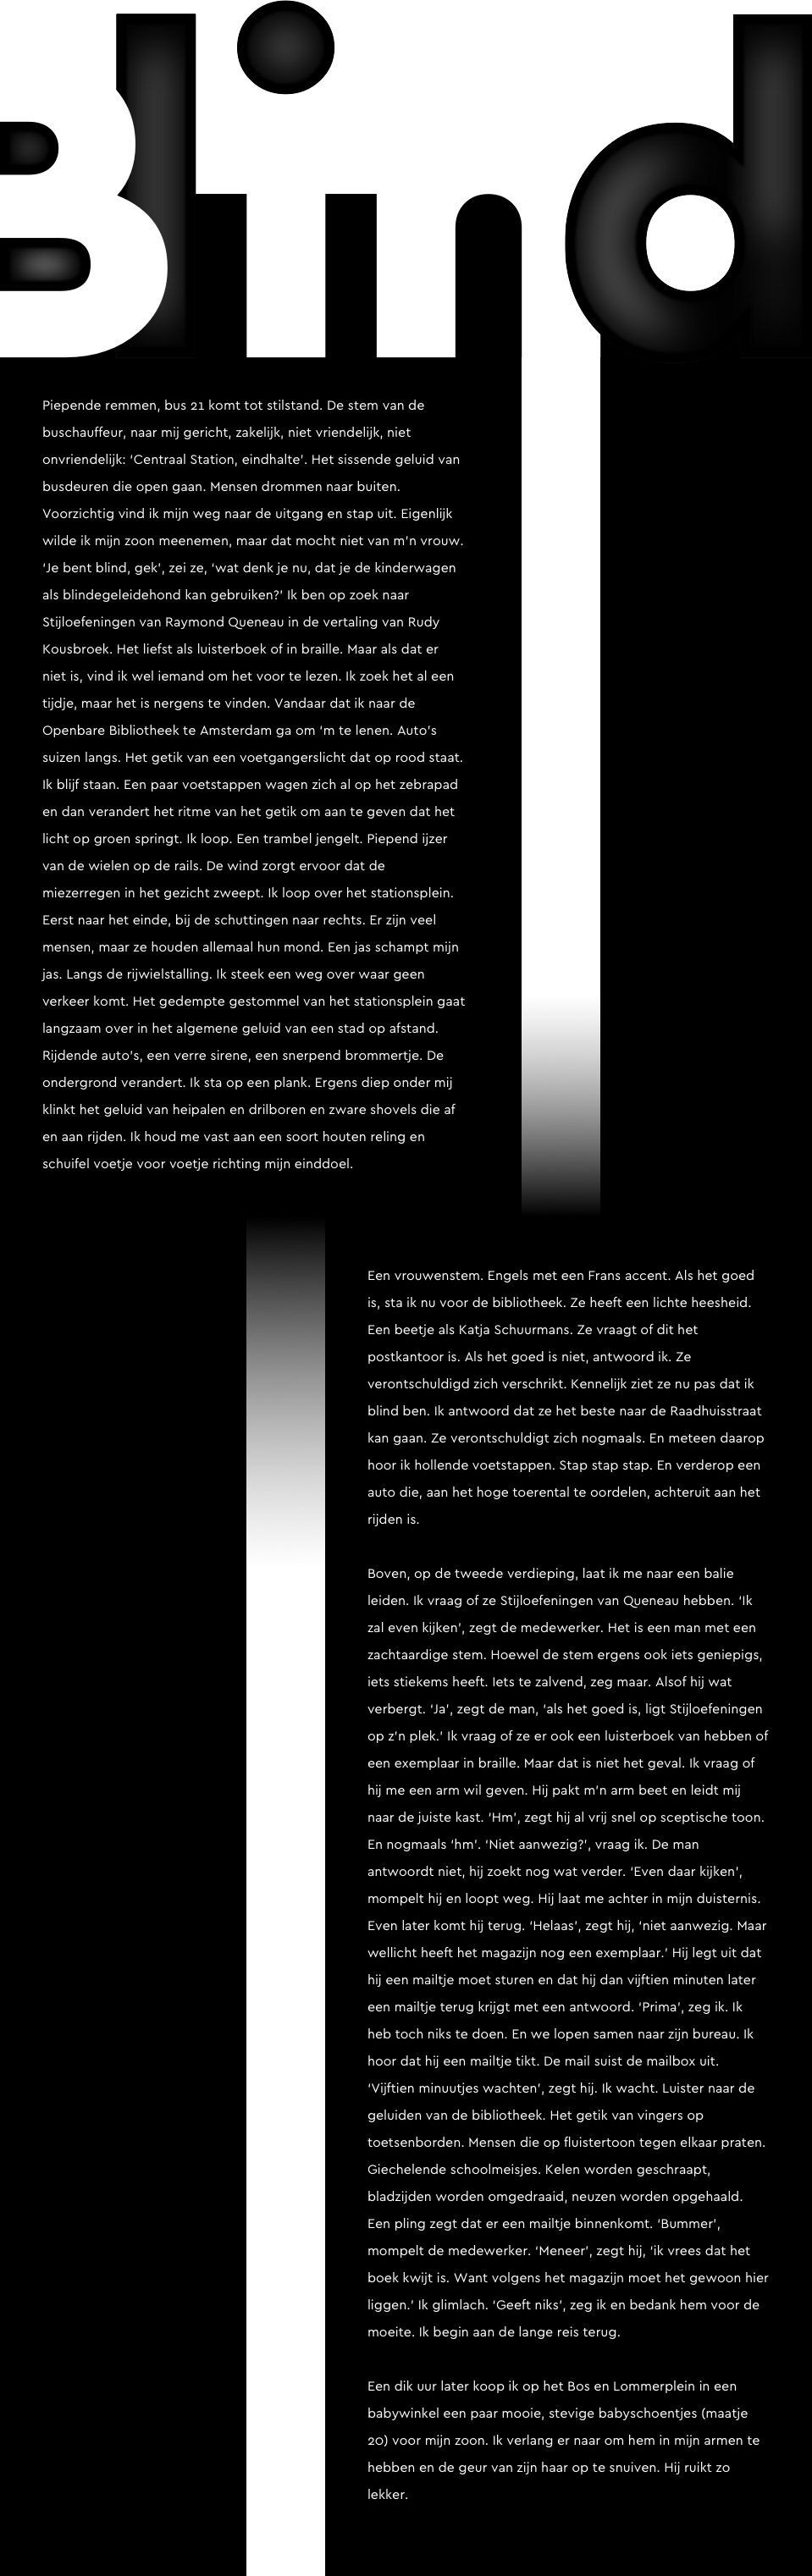 Blind
Piepende remmen, bus 21 komt tot stilstand. De stem van de
buschauffeur, naar mij gericht, zakelijk, niet vriendelijk, niet
onvriendelijk: ‘Centraal Station, eindhalte’. Het sissende geluid van
busdeuren die open gaan. Mensen drommen naar buiten.
Voorzichtig vind ik mijn weg naar de uitgang en stap uit. Eigenlijk
wilde ik mijn zoon meenemen, maar dat mocht niet van m’n vrouw.
‘Je bent blind, gek’, zei ze, ‘wat denk je nu, dat je de kinderwagen
als blindegeleidehond kan gebruiken?’ Ik ben op zoek naar
Stijloefeningen van Raymond Queneau in de vertaling van Rudy
Kousbroek. Het liefst als luisterboek of in braille. Maar als dat er
niet is, vind ik wel iemand om het voor te lezen. Ik zoek het al een
tijdje, maar het is nergens te vinden. Vandaar dat ik naar de
Openbare Bibliotheek te Amsterdam ga om ‘m te lenen. Auto’s
suizen langs. Het getik van een voetgangerslicht dat op rood staat.
Ik blijf staan. Een paar voetstappen wagen zich al op het zebrapad
en dan verandert het ritme van het getik om aan te geven dat het
licht op groen springt. Ik loop. Een trambel jengelt. Piepend ijzer
van de wielen op de rails. De wind zorgt ervoor dat de
miezerregen in het gezicht zweept. Ik loop over het stationsplein.
Eerst naar het einde, bij de schuttingen naar rechts. Er zijn veel
mensen, maar ze houden allemaal hun mond. Een jas schampt mijn
jas. Langs de rijwielstalling. Ik steek een weg over waar geen
verkeer komt. Het gedempte gestommel van het stationsplein gaat
langzaam over in het algemene geluid van een stad op afstand.
Rijdende auto’s, een verre sirene, een snerpend brommertje. De
ondergrond verandert. Ik sta op een plank. Ergens diep onder mij
klinkt het geluid van heipalen en drilboren en zware shovels die af
en aan rijden. Ik houd me vast aan een soort houten reling en
schuifel voetje voor voetje richting mijn einddoel.
Een vrouwenstem. Engels met een Frans accent. Als het goed
is, sta ik nu voor de bibliotheek. Ze heeft een lichte heesheid.
Een beetje als Katja Schuurmans. Ze vraagt of dit het
postkantoor is. Als het goed is niet, antwoord ik. Ze
verontschuldigd zich verschrikt. Kennelijk ziet ze nu pas dat ik
blind ben. Ik antwoord dat ze het beste naar de Raadhuisstraat
kan gaan. Ze verontschuldigt zich nogmaals. En meteen daarop
hoor ik hollende voetstappen. Stap stap stap. En verderop een
auto die, aan het hoge toerental te oordelen, achteruit aan het
rijden is.
Boven, op de tweede verdieping, laat ik me naar een balie
leiden. Ik vraag of ze Stijloefeningen van Queneau hebben. ‘Ik
zal even kijken’, zegt de medewerker. Het is een man met een
zachtaardige stem. Hoewel de stem ergens ook iets geniepigs,
iets stiekems heeft. Iets te zalvend, zeg maar. Alsof hij wat
verbergt. ‘Ja’, zegt de man, ‘als het goed is, ligt Stijloefeningen
op z’n plek.’ Ik vraag of ze er ook een luisterboek van hebben of
een exemplaar in braille. Maar dat is niet het geval. Ik vraag of
hij me een arm wil geven. Hij pakt m’n arm beet en leidt mij
naar de juiste kast. ‘Hm’, zegt hij al vrij snel op sceptische toon.
En nogmaals ‘hm’. ‘Niet aanwezig?’, vraag ik. De man
antwoordt niet, hij zoekt nog wat verder. ‘Even daar kijken’,
mompelt hij en loopt weg. Hij laat me achter in mijn duisternis.
Even later komt hij terug. ‘Helaas’, zegt hij, ‘niet aanwezig. Maar
wellicht heeft het magazijn nog een exemplaar.’ Hij legt uit dat
hij een mailtje moet sturen en dat hij dan vijftien minuten later
een mailtje terug krijgt met een antwoord. ‘Prima’, zeg ik. Ik
heb toch niks te doen. En we lopen samen naar zijn bureau. Ik
hoor dat hij een mailtje tikt. De mail suist de mailbox uit.
‘Vijftien minuutjes wachten’, zegt hij. Ik wacht. Luister naar de
geluiden van de bibliotheek. Het getik van vingers op
toetsenborden. Mensen die op fluistertoon tegen elkaar praten.
Giechelende schoolmeisjes. Kelen worden geschraapt,
bladzijden worden omgedraaid, neuzen worden opgehaald.
Een pling zegt dat er een mailtje binnenkomt. ‘Bummer’,
mompelt de medewerker. ‘Meneer’, zegt hij, ‘ik vrees dat het
boek kwijt is. Want volgens het magazijn moet het gewoon hier
liggen.’ Ik glimlach. ‘Geeft niks’, zeg ik en bedank hem voor de
moeite. Ik begin aan de lange reis terug.
Een dik uur later koop ik op het Bos en Lommerplein in een
babywinkel een paar mooie, stevige babyschoentjes (maatje
20) voor mijn zoon. Ik verlang er naar om hem in mijn armen te
hebben en de geur van zijn haar op te snuiven. Hij ruikt zo
lekker.